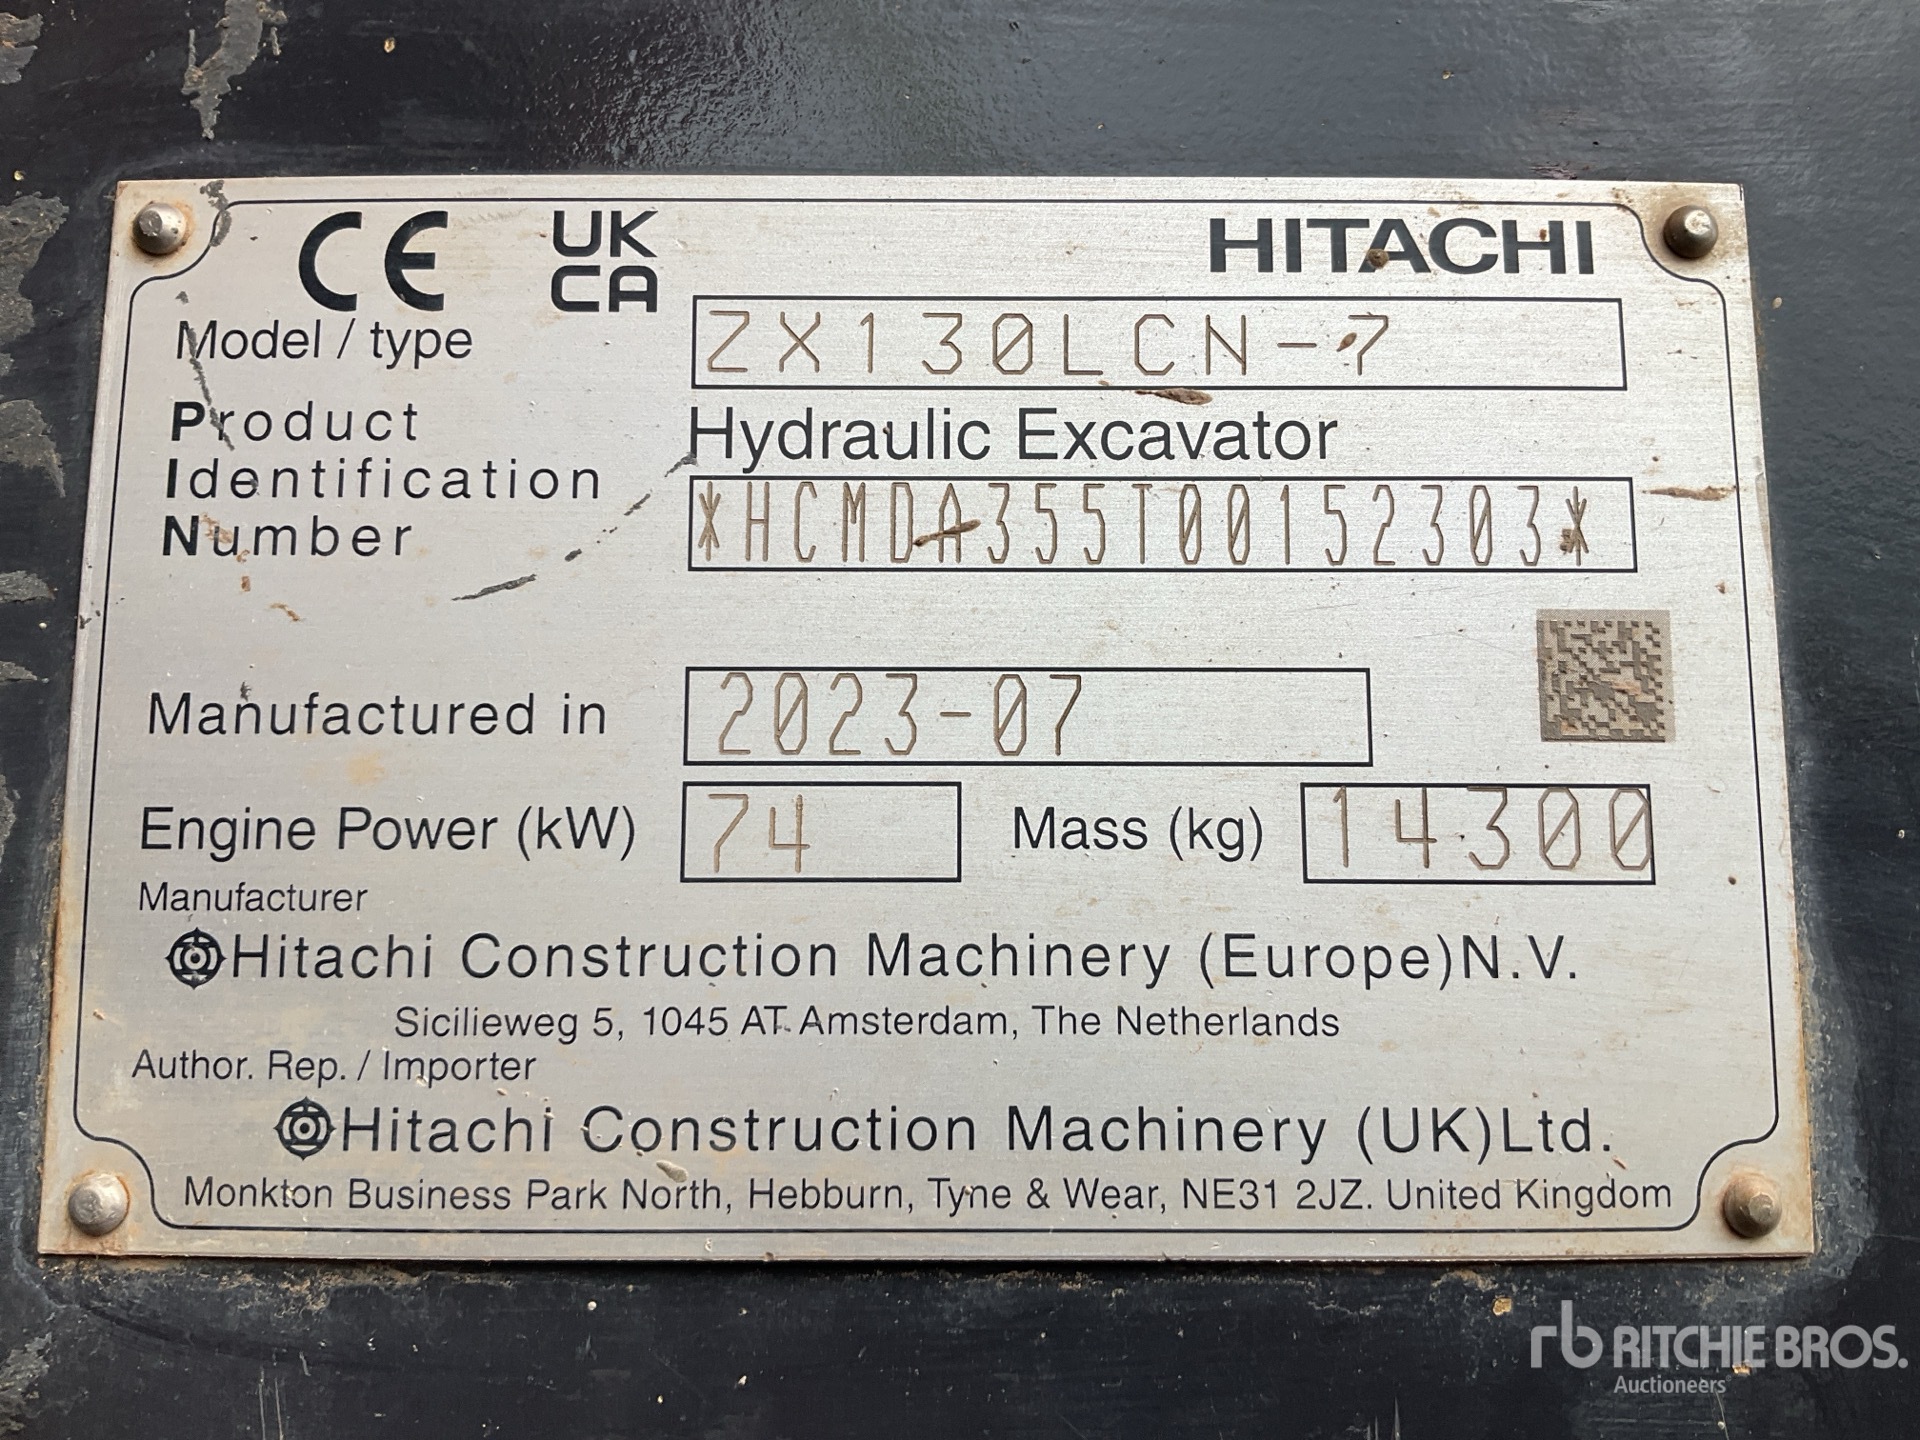 CE UK CA HITACHI
Model / type ZX130LCN-7
Product Hydraulic Excavator
Identification
Number *HCMDA355T00152303*
Manufactured in 2023-07
Engine Power (kW) 74 Mass (kg) 14300
Manufacturer
Hitachi Construction Machinery (Europe)N.V.
Sicilieweg 5, 1045 AT. Amsterdam, The Netherlands
Author. Rep. / Importer
Hitachi Construction Machinery (UK)Ltd.
Monkton Business Park North, Hebburn, Tyne & Wear, NE31 2JZ. United Kingdom
rb RITCHIE BROS.
Auctioneers